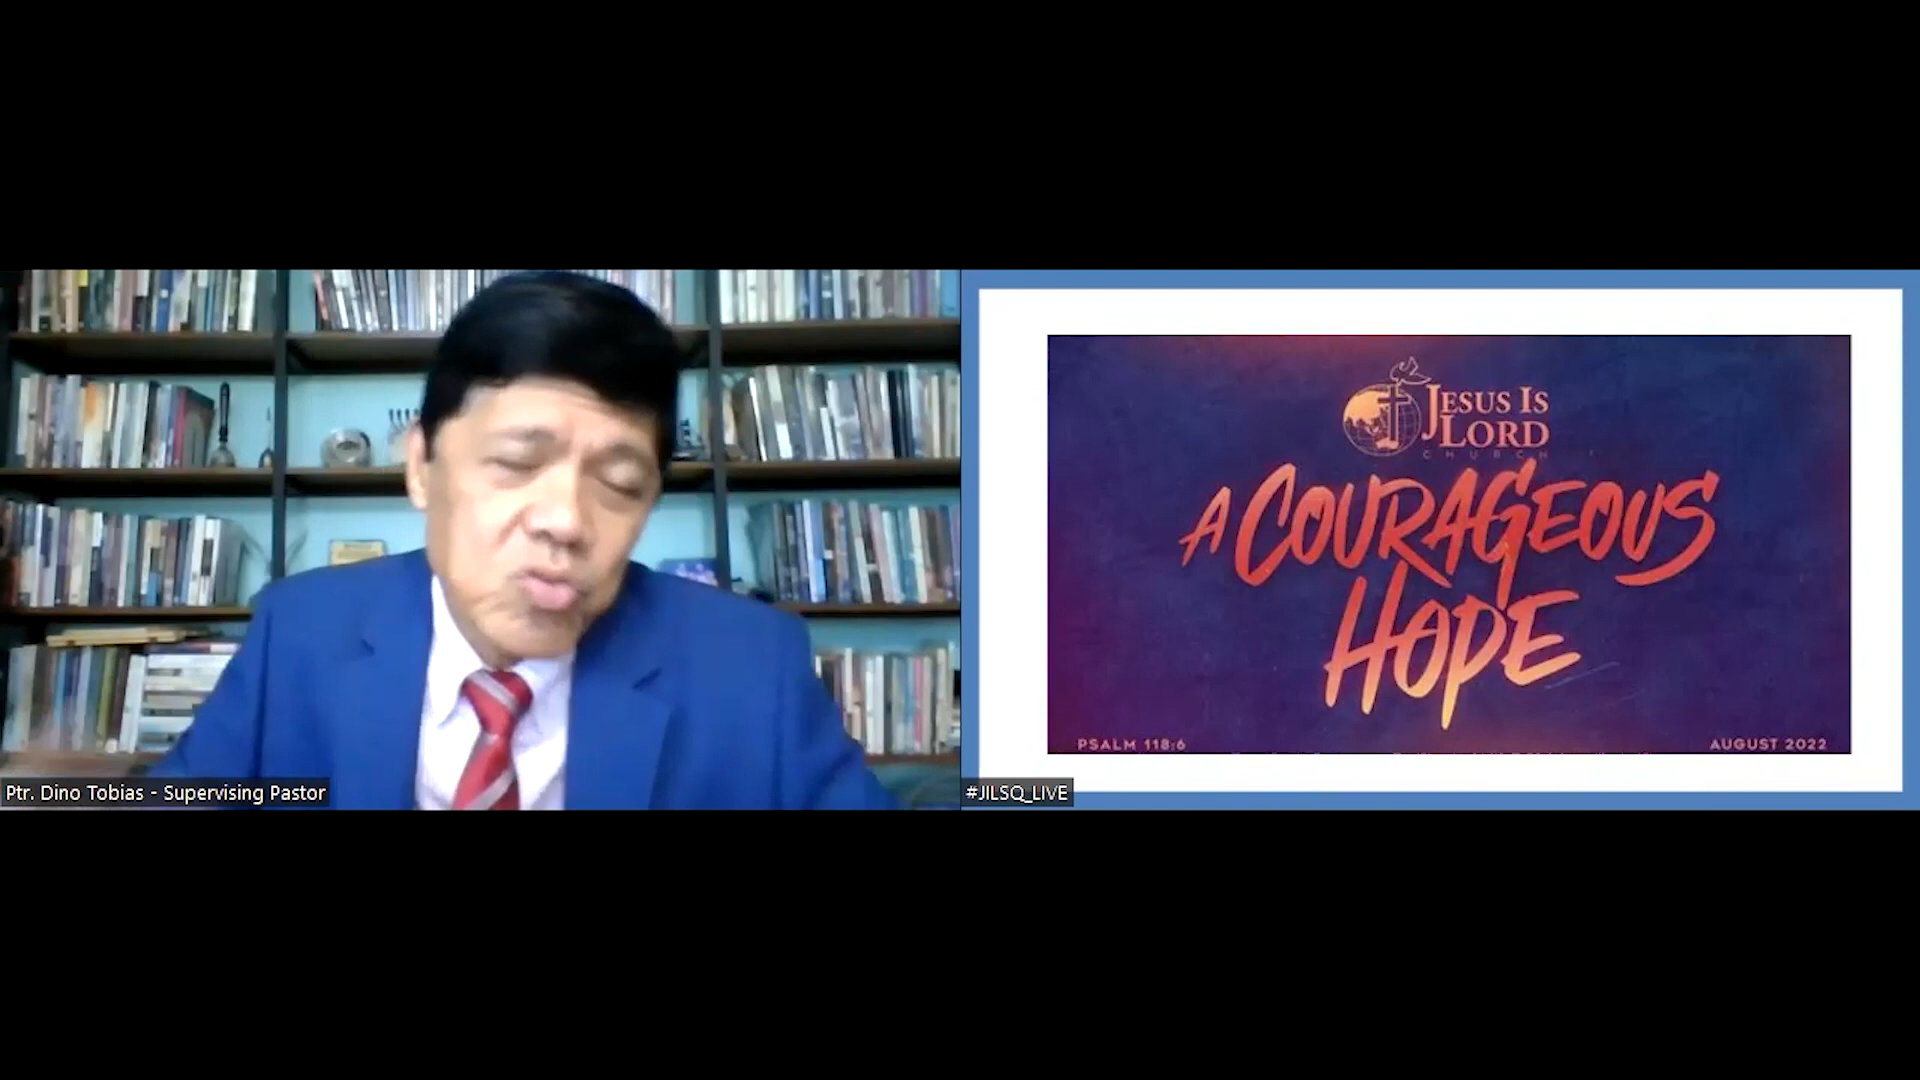 Ptr. Dino Tobias - Supervising Pastor
JESUS IS
LORD
CHURCH
A COURAGEOUS
HOPE
PSALM 118:6
AUGUST 2022
#JILSQ_LIVE